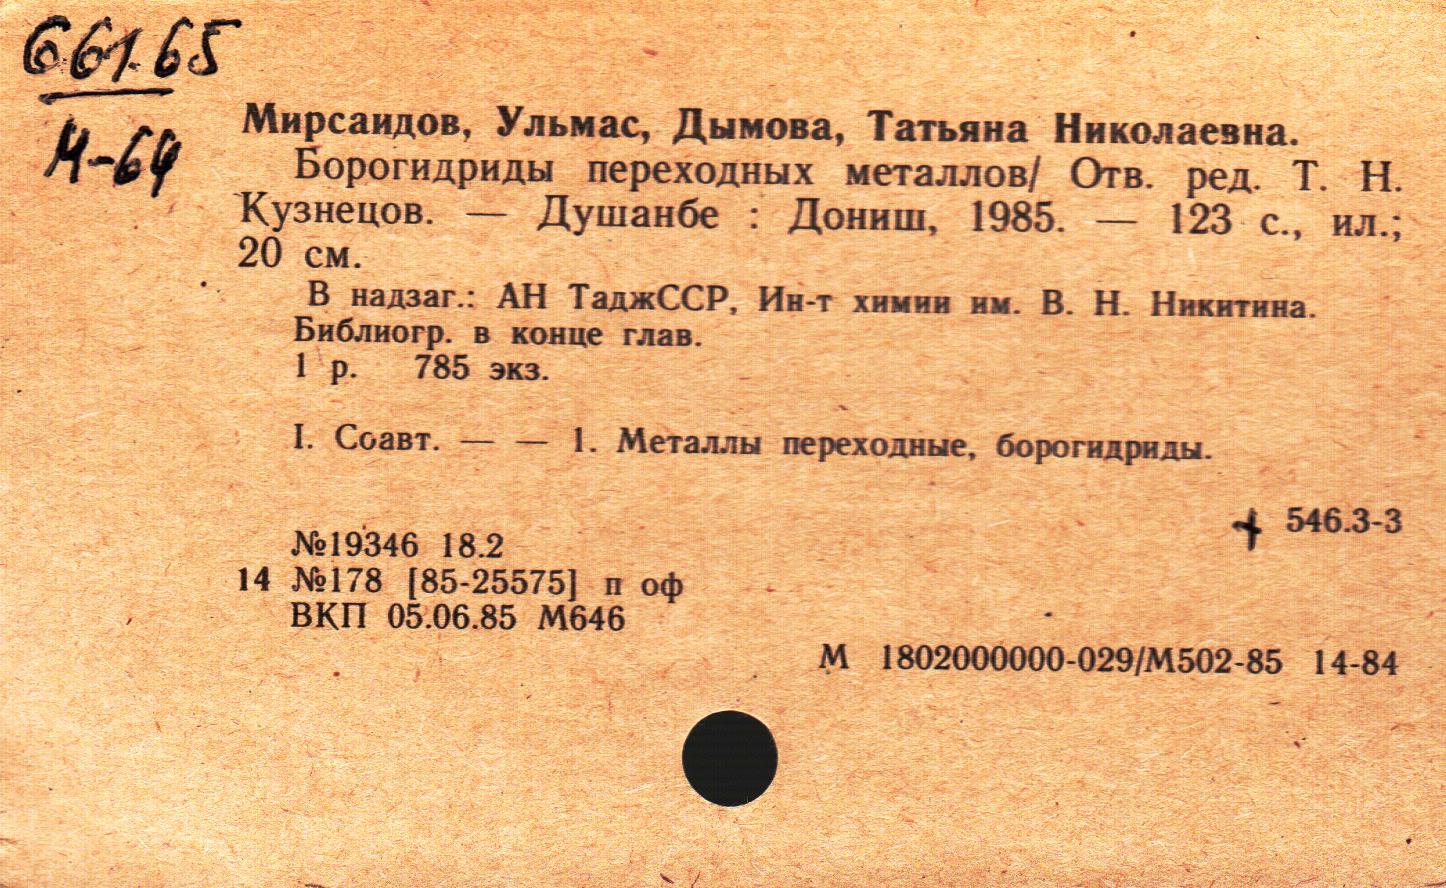 661.65
М-64
Мирсаидов, Ульмас, Дымова, Татьяна Николаевна.
Борогидриды переходных металлов/ Отв. ред. Т. Н.
Кузнецов. — Душанбе : Дониш, 1985. — 123 с., ил.;
20 см.
В надзаг.: АН ТаджССР, Ин-т химии им. В. Н. Никитина.
Библиогр. в конце глав.
1 р. 785 экз.
I. Соавт. — — 1. Металлы переходные, борогидриды.
+ 546.3-3
№19346 18.2
14 №178 [85-25575] п оф
ВКП 05.06.85 М646
М 1802000000-029/М502-85 14-84